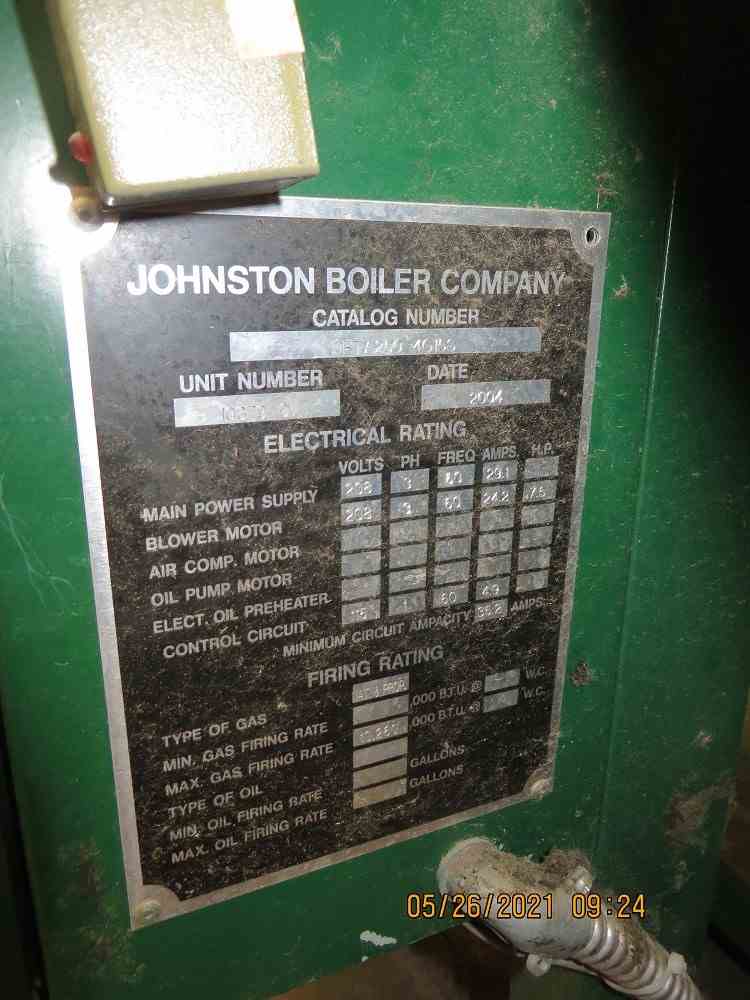 JOHNSTON BOILER COMPANY
CATALOG NUMBER
UNIT NUMBER DATE
2004
ELECTRICAL RATING
VOLTS PH FREQ AMPS. H.P.
MAIN POWER SUPPLY 208 3 60 29.1
BLOWER MOTOR 208 3 60 24.2 7.5
AIR COMP. MOTOR
OIL PUMP MOTOR
ELECT. OIL PREHEATER
CONTROL CIRCUIT 115 1 60 4.9
MINIMUM CIRCUIT AMPACITY 35.2 AMPS.
FIRING RATING
TYPE OF GAS
MIN. GAS FIRING RATE ,000 B.T.U. @ W.C.
MAX. GAS FIRING RATE ,000 B.T.U. @ W.C.
TYPE OF OIL
MIN. OIL FIRING RATE GALLONS
MAX. OIL FIRING RATE GALLONS
05/26/2021 09:24